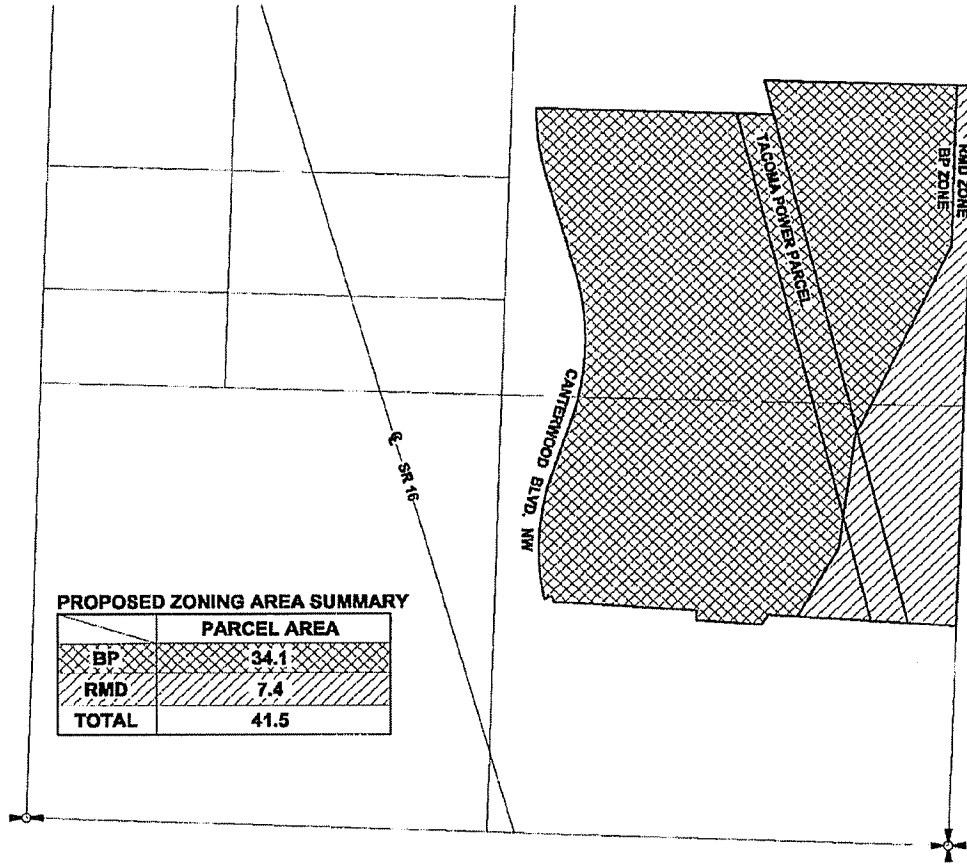 RMD ZONE
BP ZONE
TACOMA POWER PARCEL
CANTERWOOD BLVD. NW
℄ SR 16
PROPOSED ZONING AREA SUMMARY
PARCEL AREA
BP 34.1
RMD 7.4
TOTAL 41.5